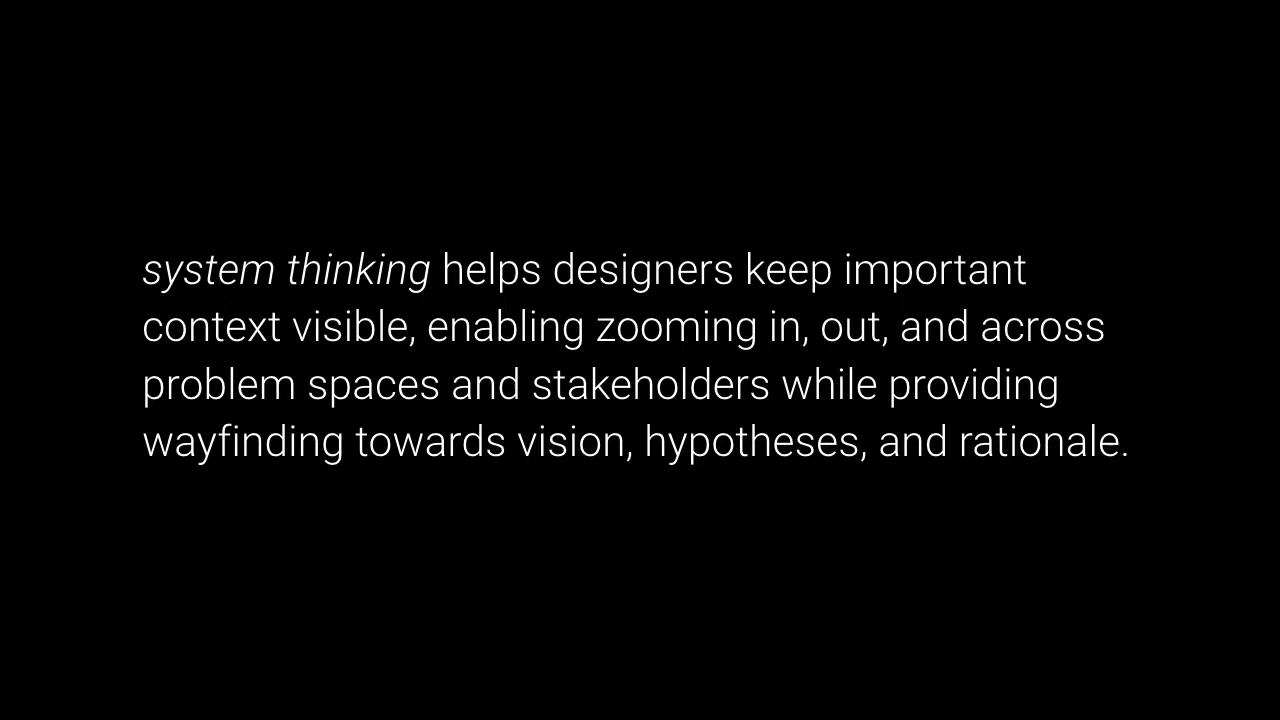 system thinking helps designers keep important
context visible, enabling zooming in, out, and across
problem spaces and stakeholders while providing
wayfinding towards vision, hypotheses, and rationale.